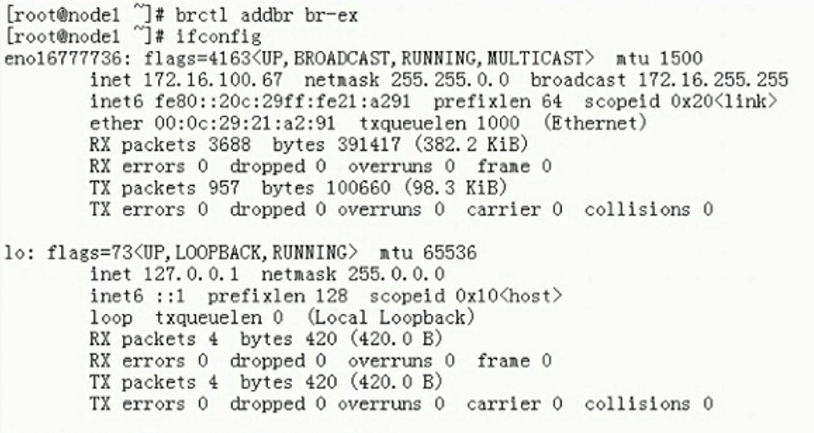 [root@node1 ~]# brctl addbr br-ex
[root@node1 ~]# ifconfig
eno16777736: flags=4163<UP,BROADCAST,RUNNING,MULTICAST>  mtu 1500
        inet 172.16.100.67  netmask 255.255.0.0  broadcast 172.16.255.255
        inet6 fe80::20c:29ff:fe21:a291  prefixlen 64  scopeid 0x20<link>
        ether 00:0c:29:21:a2:91  txqueuelen 1000  (Ethernet)
        RX packets 3688  bytes 391417 (382.2 KiB)
        RX errors 0  dropped 0  overruns 0  frame 0
        TX packets 957  bytes 100660 (98.3 KiB)
        TX errors 0  dropped 0 overruns 0  carrier 0  collisions 0

lo: flags=73<UP,LOOPBACK,RUNNING>  mtu 65536
        inet 127.0.0.1  netmask 255.0.0.0
        inet6 ::1  prefixlen 128  scopeid 0x10<host>
        loop  txqueuelen 0  (Local Loopback)
        RX packets 4  bytes 420 (420.0 B)
        RX errors 0  dropped 0  overruns 0  frame 0
        TX packets 4  bytes 420 (420.0 B)
        TX errors 0  dropped 0 overruns 0  carrier 0  collisions 0